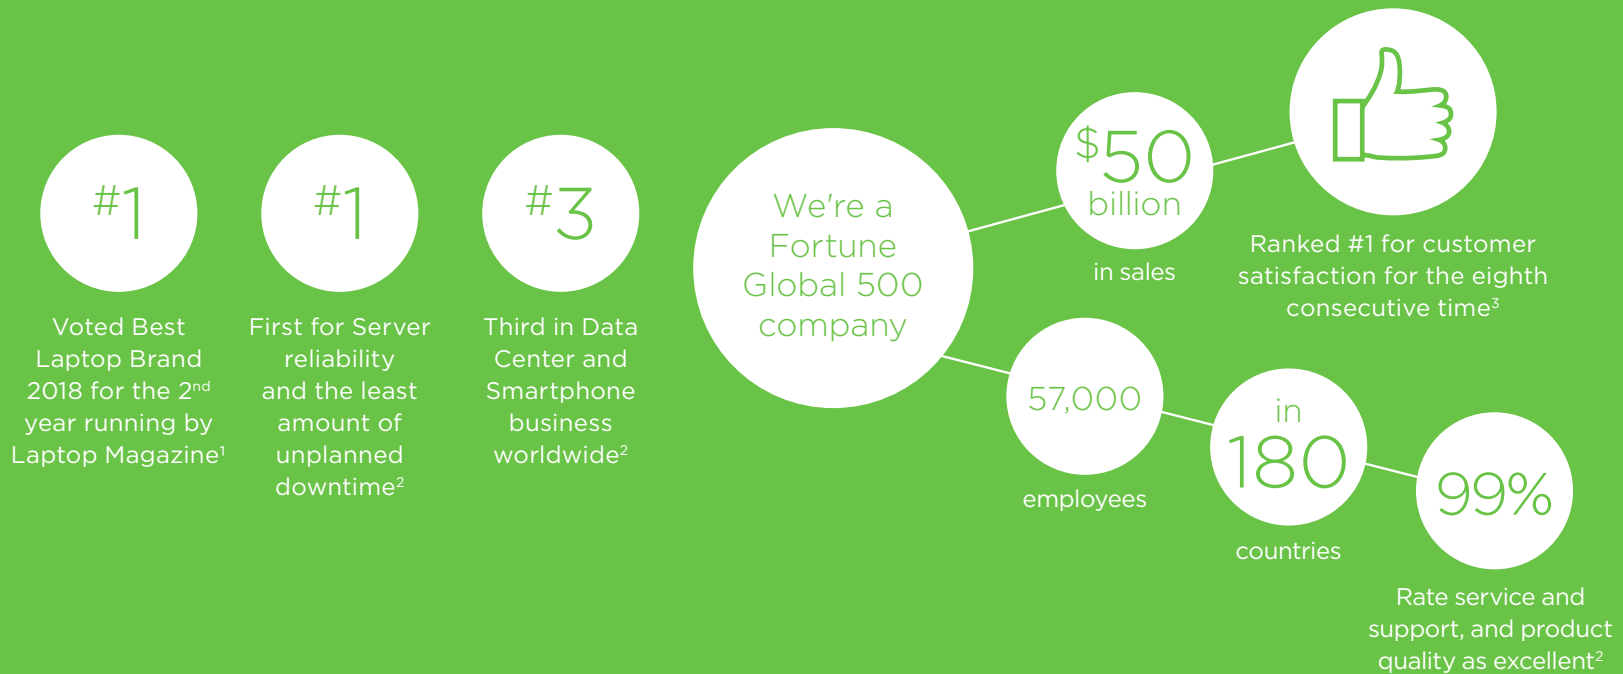 #1
Voted Best
Laptop Brand
2018 for the 2nd
year running by
Laptop Magazine1
#1
First for Server
reliability
and the least
amount of
unplanned
downtime2
#3
Third in Data
Center and
Smartphone
business
worldwide2
We're a
Fortune
Global 500
company
$50
billion
in sales
Ranked #1 for customer
satisfaction for the eighth
consecutive time3
57,000
employees
in
180
countries
99%
Rate service and
support, and product
quality as excellent2